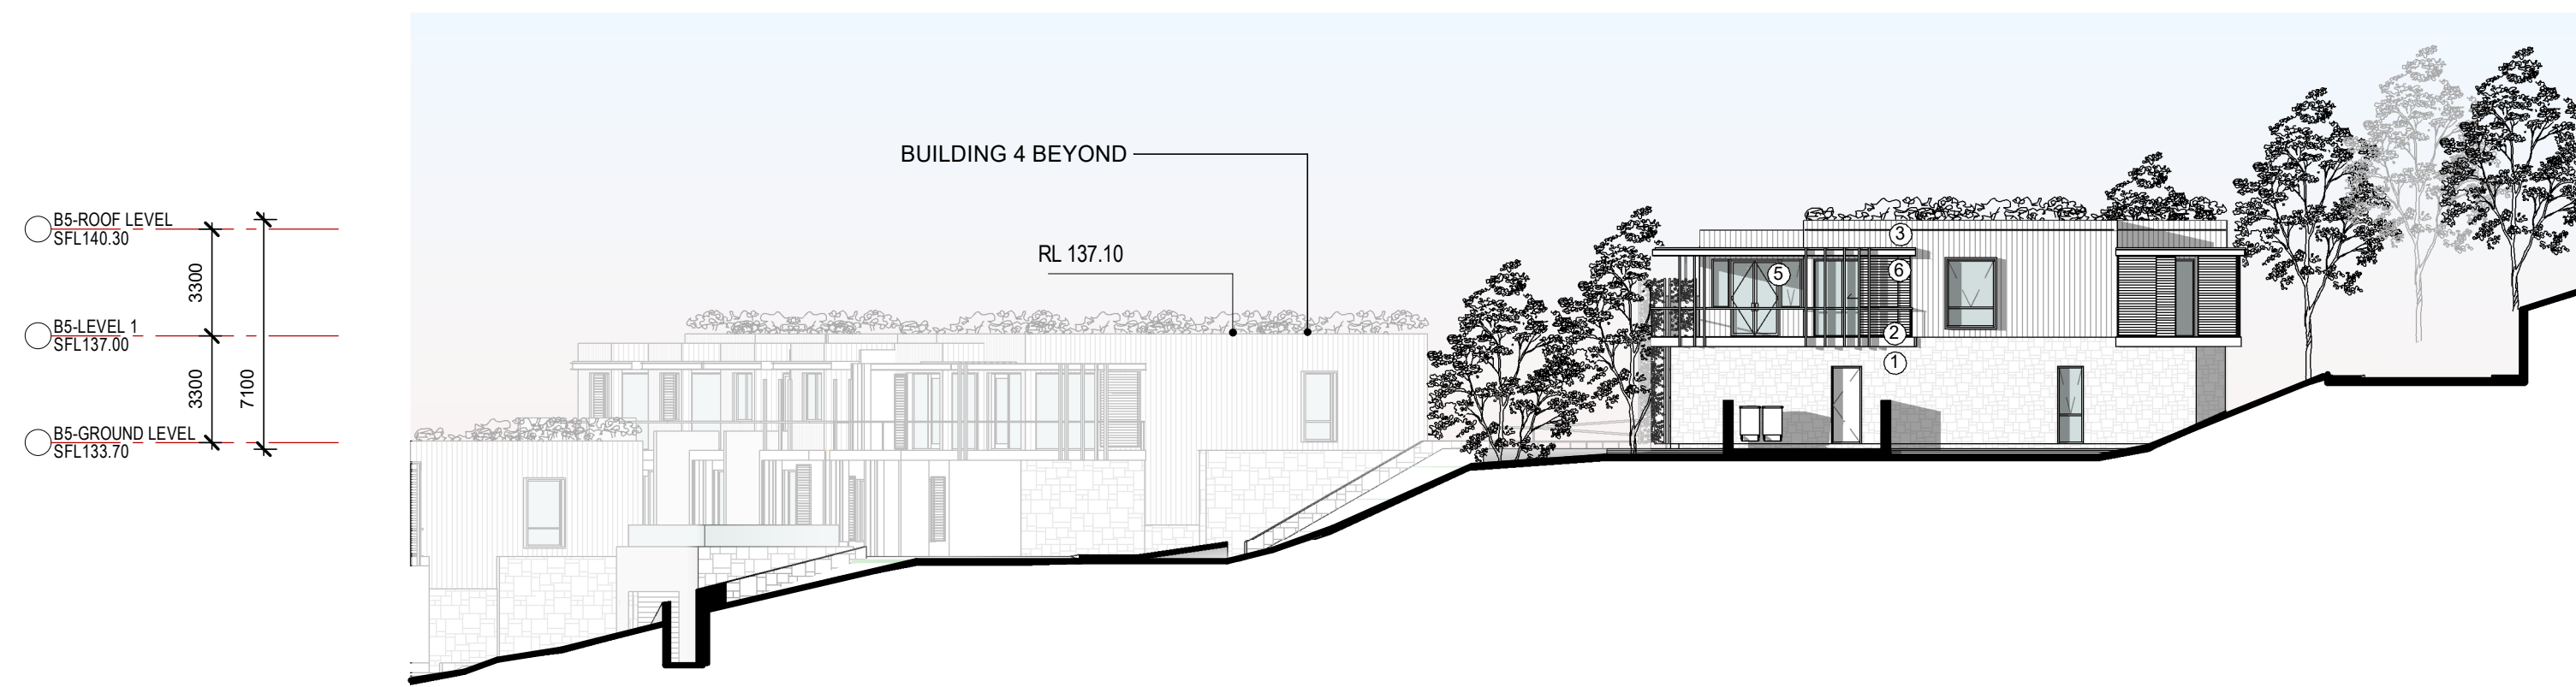 BUILDING 4 BEYOND
B5-ROOF LEVEL
SFL140.30
3
RL 137.10
5
6
3300
B5-LEVEL 1
SFL137.00
2
1
3300
7100
B5-GROUND LEVEL
SFL133.70